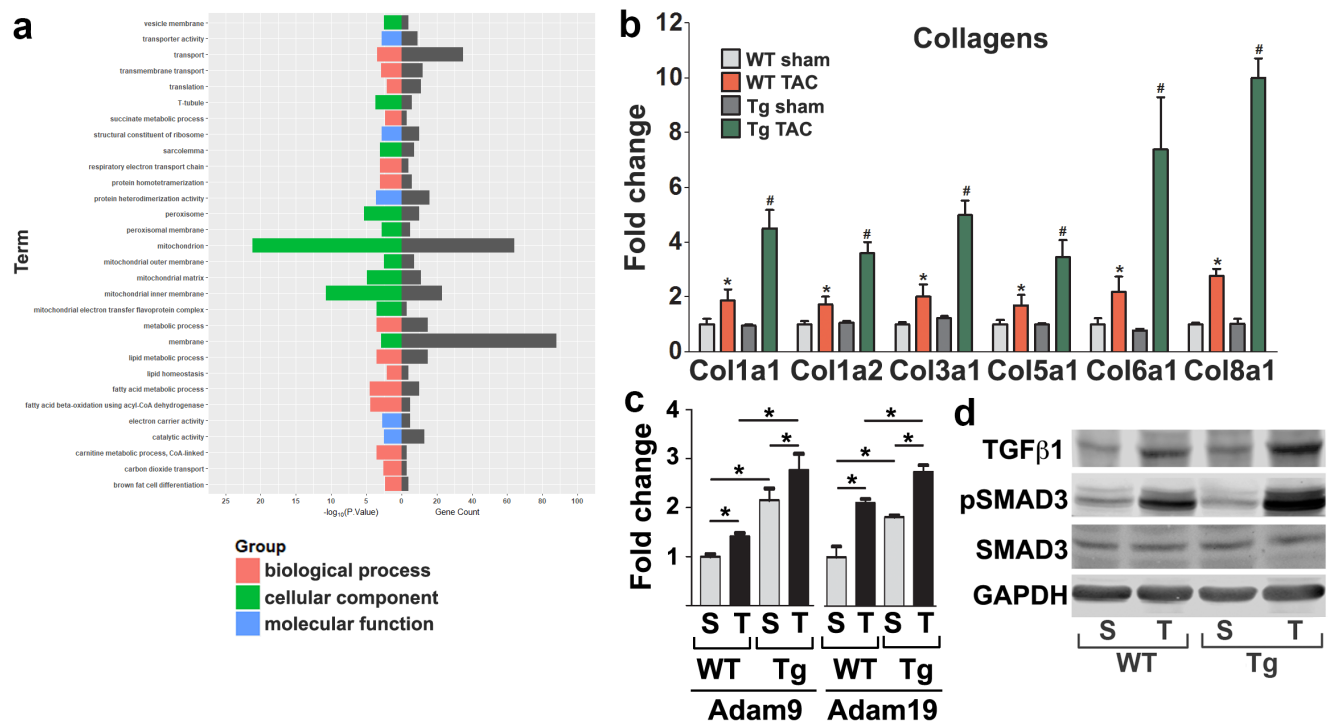 a
Term
vesicle membrane
transporter activity
transport
transmembrane transport
translation
T-tubule
succinate metabolic process
structural constituent of ribosome
sarcolemma
respiratory electron transport chain
protein homotetramerization
protein heterodimerization activity
peroxisome
peroxisomal membrane
mitochondrion
mitochondrial outer membrane
mitochondrial matrix
mitochondrial inner membrane
mitochondrial electron transfer flavoprotein complex
metabolic process
membrane
lipid metabolic process
lipid homeostasis
fatty acid metabolic process
fatty acid beta-oxidation using acyl-CoA dehydrogenase
electron carrier activity
catalytic activity
carnitine metabolic process, CoA-linked
carbon dioxide transport
brown fat cell differentiation
25 20 15 10 5 0 20 40 60 80 100
-log10(P.Value) Gene Count
Group
biological process
cellular component
molecular function
b
Collagens
Fold change
12
10
8
6
4
2
0
WT sham
WT TAC
Tg sham
Tg TAC
* # * # * # * # * # * #
Col1a1 Col1a2 Col3a1 Col5a1 Col6a1 Col8a1
c
Fold change
4
3
2
1
* * * *
* * * *
S T S T S T S T
WT Tg WT Tg
Adam9 Adam19
d
TGFβ1
pSMAD3
SMAD3
GAPDH
S T S T
WT Tg